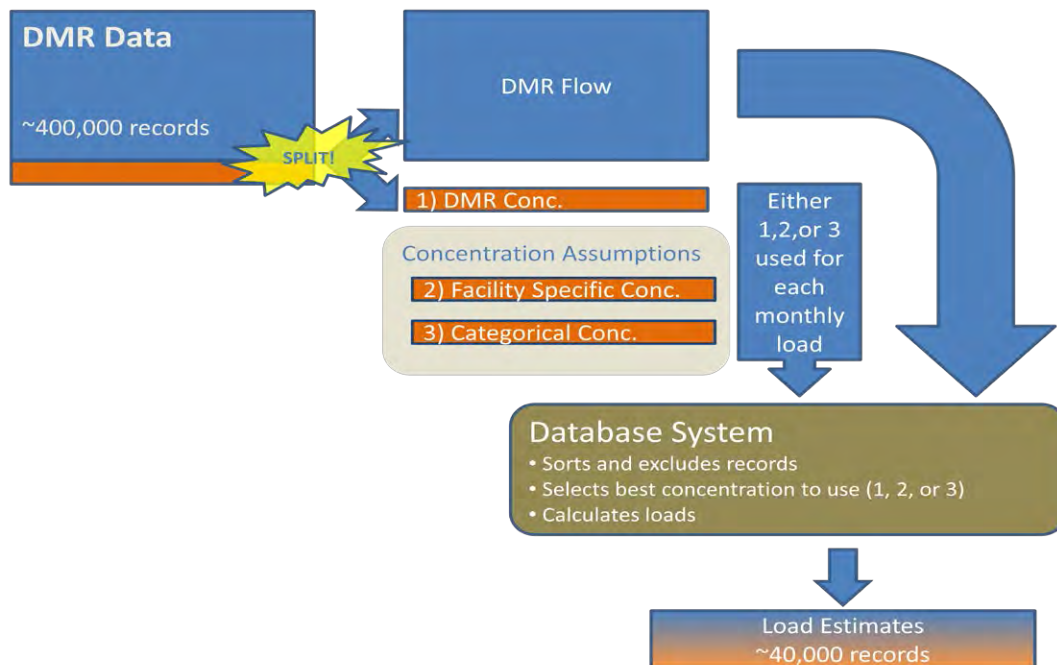 DMR Data
~400,000 records
SPLIT!
DMR Flow
1) DMR Conc.
Concentration Assumptions
2) Facility Specific Conc.
3) Categorical Conc.
Either
1,2,or 3
used for
each
monthly
load
Database System
• Sorts and excludes records
• Selects best concentration to use (1, 2, or 3)
• Calculates loads
Load Estimates
~40,000 records